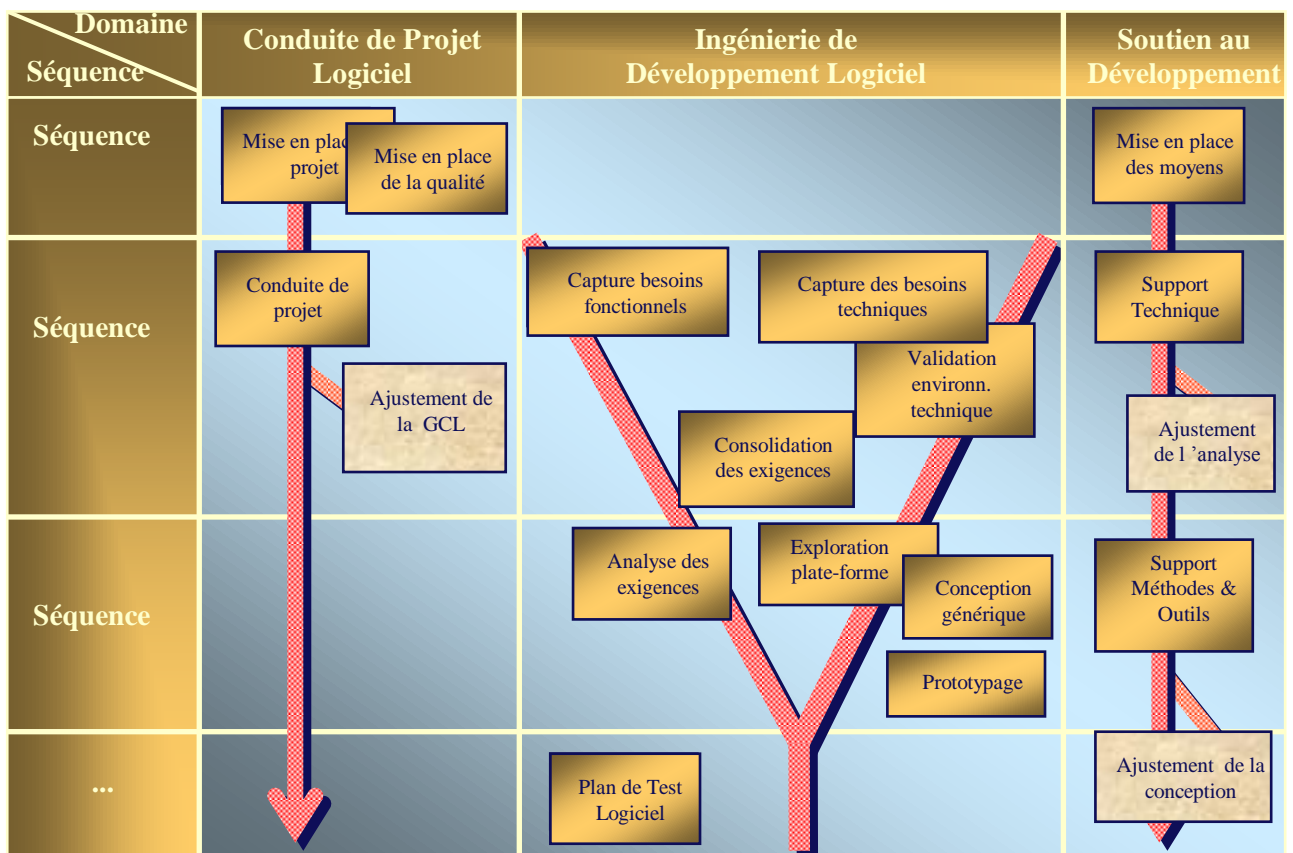 Domaine
Séquence
Conduite de Projet
Logiciel
Ingénierie de
Développement Logiciel
Soutien au
Développement
Séquence
Mise en plac
projet
Mise en place
de la qualité
Mise en place
des moyens
Séquence
Conduite de
projet
Ajustement de
la GCL
Capture besoins
fonctionnels
Capture des besoins
techniques
Validation
environn.
technique
Consolidation
des exigences
Support
Technique
Ajustement
de l ’analyse
Séquence
Analyse des
exigences
Exploration
plate-forme
Conception
générique
Prototypage
Support
Méthodes &
Outils
...
Plan de Test
Logiciel
Ajustement de la
conception